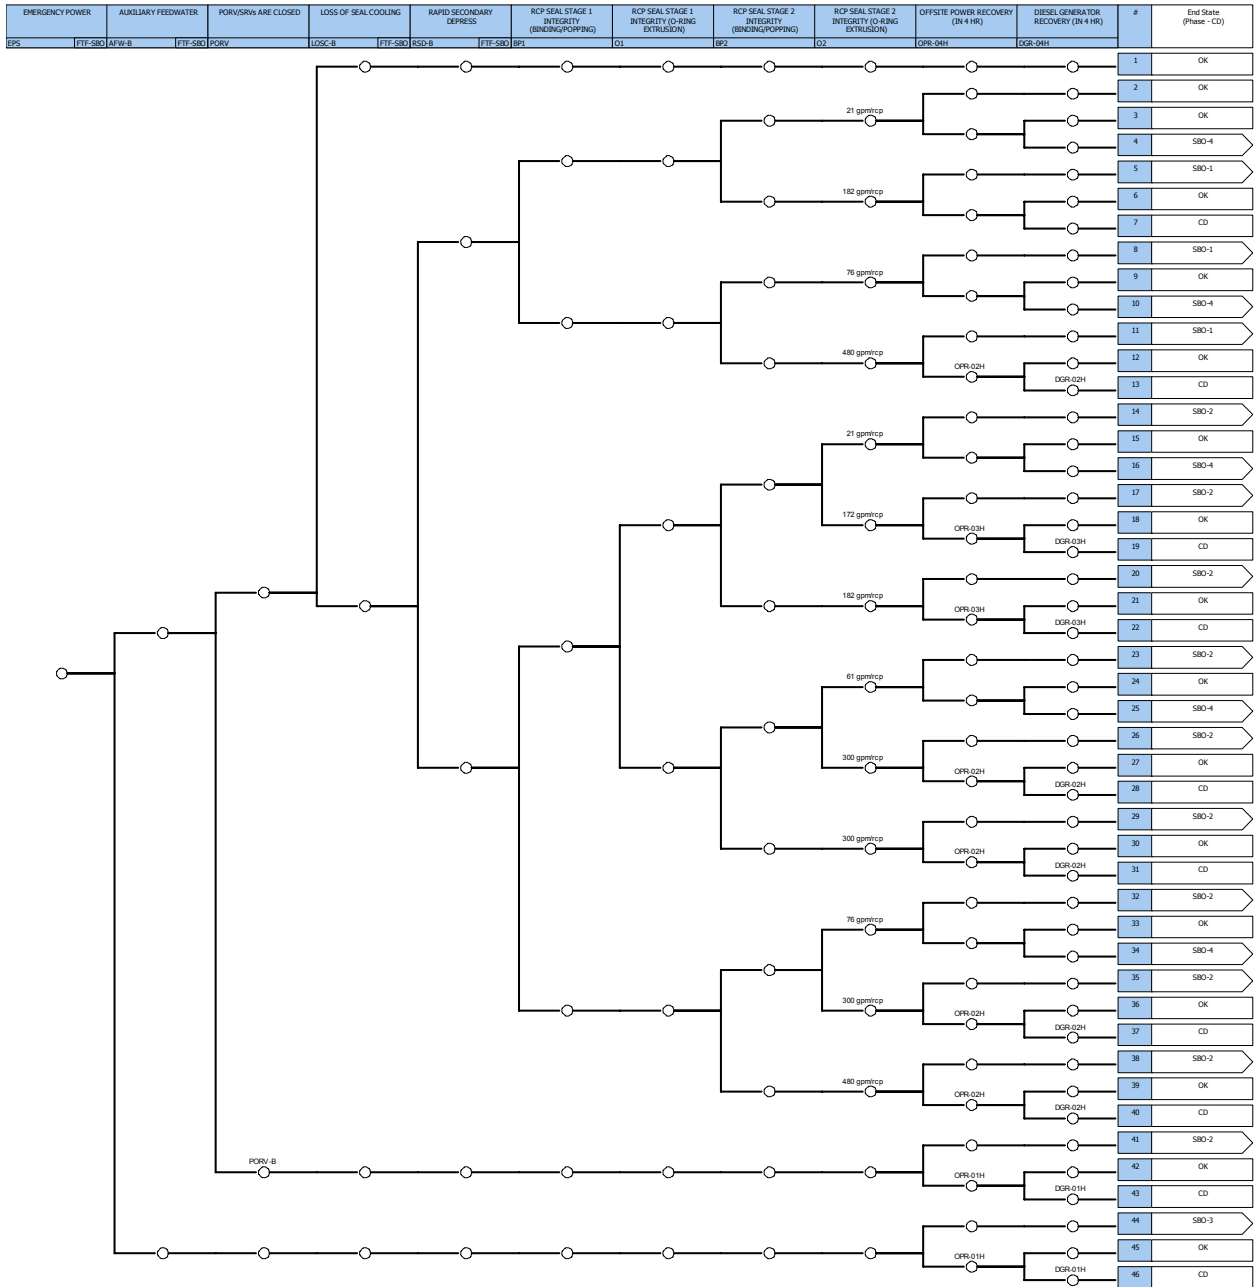 EMERGENCY POWER
EPS FTF-SBO
AUXILIARY FEEDWATER
AFW-B FTF-SBO
PORV/SRVs ARE CLOSED
PORV
LOSS OF SEAL COOLING
LOSC-B FTF-SBO
RAPID SECONDARY
DEPRESS
RSD-B FTF-SBO
RCP SEAL STAGE 1
INTEGRITY
(BINDING/POPPING)
BP1
RCP SEAL STAGE 1
INTEGRITY (O-RING
EXTRUSION)
O1
RCP SEAL STAGE 2
INTEGRITY
(BINDING/POPPING)
BP2
RCP SEAL STAGE 2
INTEGRITY (O-RING
EXTRUSION)
O2
OFFSITE POWER RECOVERY
(IN 4 HR)
OPR-04H
DIESEL GENERATOR
RECOVERY (IN 4 HR)
DGR-04H
#
End State
(Phase - CD)
1 OK
2 OK
21 gpm/rcp
3 OK
4 SBO-4
5 SBO-1
182 gpm/rcp
6 OK
7 CD
8 SBO-1
76 gpm/rcp
9 OK
10 SBO-4
11 SBO-1
480 gpm/rcp
12 OK
OPR-02H
DGR-02H
13 CD
14 SBO-2
21 gpm/rcp
15 OK
16 SBO-4
17 SBO-2
172 gpm/rcp
18 OK
OPR-03H
DGR-03H
19 CD
20 SBO-2
182 gpm/rcp
21 OK
OPR-03H
DGR-03H
22 CD
23 SBO-2
61 gpm/rcp
24 OK
25 SBO-4
26 SBO-2
300 gpm/rcp
27 OK
OPR-02H
DGR-02H
28 CD
29 SBO-2
300 gpm/rcp
30 OK
OPR-02H
DGR-02H
31 CD
32 SBO-2
76 gpm/rcp
33 OK
34 SBO-4
35 SBO-2
300 gpm/rcp
36 OK
OPR-02H
DGR-02H
37 CD
38 SBO-2
480 gpm/rcp
39 OK
OPR-02H
DGR-02H
40 CD
41 SBO-2
PORV-B
42 OK
OPR-01H
DGR-01H
43 CD
44 SBO-3
45 OK
OPR-01H
DGR-01H
46 CD